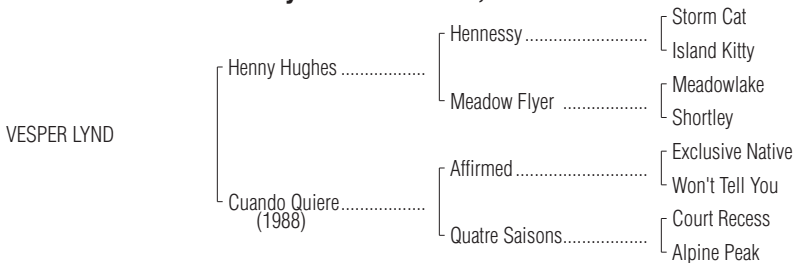 Storm Cat
Hennessy ..........................
Island Kitty
Henny Hughes ..................
Meadowlake
Meadow Flyer ..................
Shortley
VESPER LYND
Exclusive Native
Affirmed ............................
Won't Tell You
Cuando Quiere ..................
(1988)
Court Recess
Quatre Saisons ..................
Alpine Peak